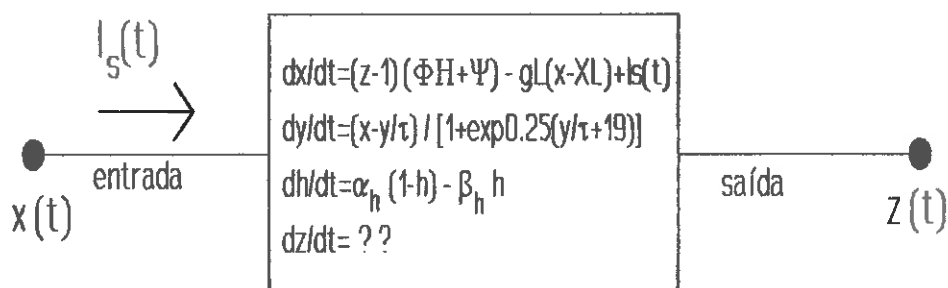 I_s(t)
dx/dt=(z-1)(ΦH+Ψ) - gL(x-XL)+Is(t)
dy/dt=(x-y/τ) / [1+exp0.25(y/τ+19)]
entrada
dh/dt=α_h (1-h) - β_h h
saída
x(t)
dz/dt= ??
z(t)